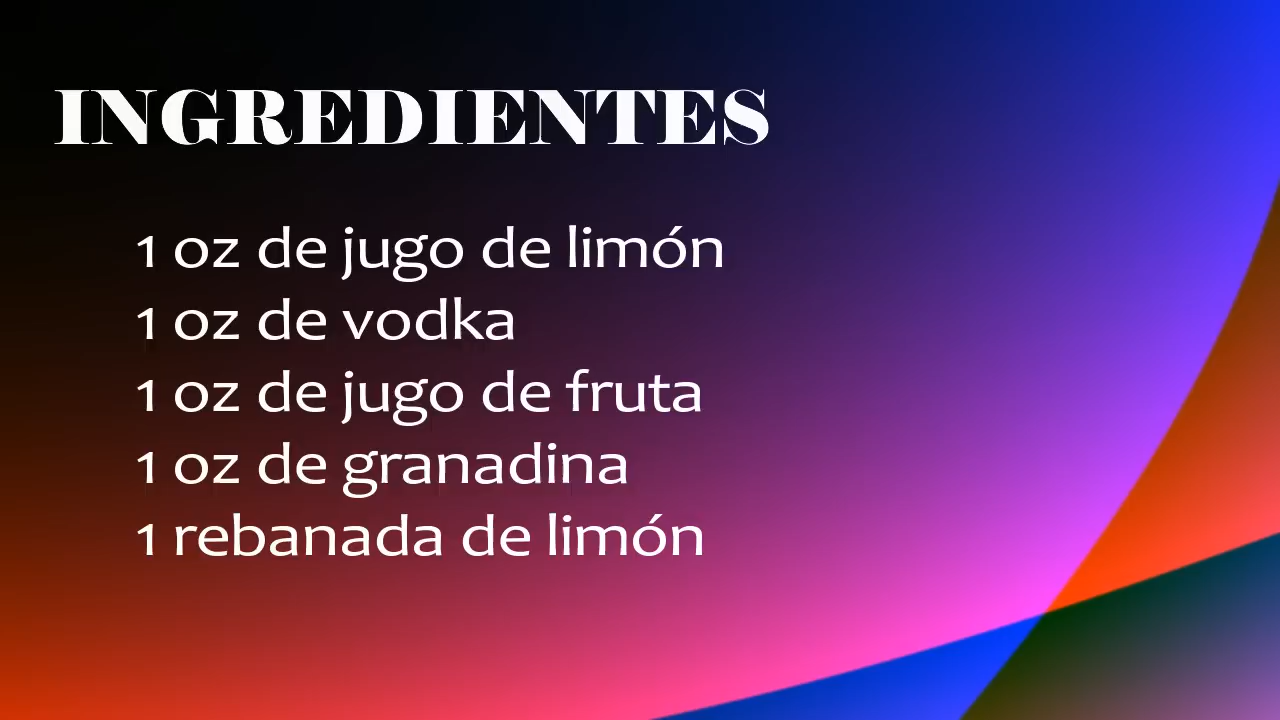 INGREDIENTES
1 oz de jugo de limón
1 oz de vodka
1 oz de jugo de fruta
1 oz de granadina
1 rebanada de limón